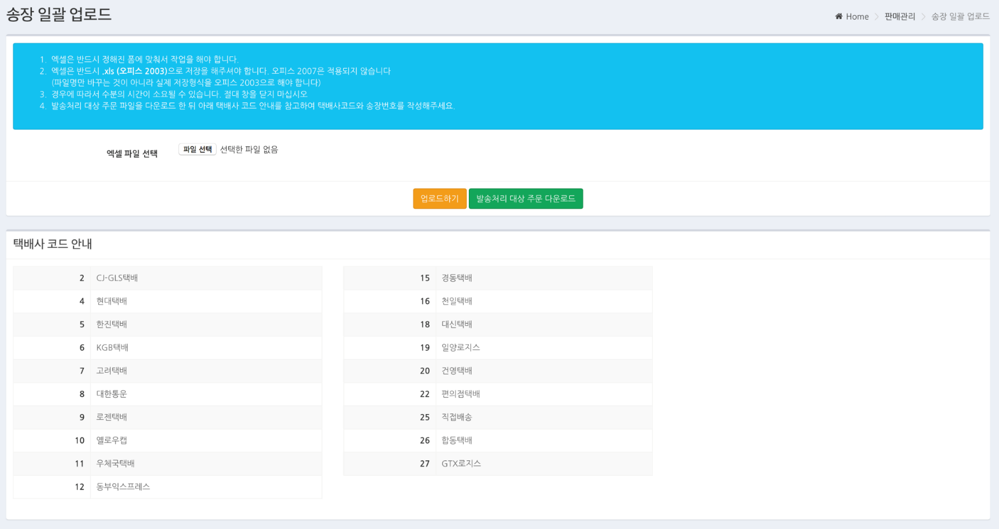 송장 일괄 업로드
Home > 판매관리 > 송장 일괄 업로드
1. 엑셀은 반드시 정해진 폼에 맞춰서 작업을 해야 합니다.
2. 엑셀은 반드시 .xls (오피스 2003)으로 저장을 해주셔야 합니다. 오피스 2007은 적용되지 않습니다
(파일명만 바꾸는 것이 아니라 실제 저장형식을 오피스 2003으로 해야 합니다)
3. 경우에 따라서 수분의 시간이 소요될 수 있습니다. 절대 창을 닫지 마십시오
4. 발송처리 대상 주문 파일을 다운로드 한 뒤 아래 택배사 코드 안내를 참고하여 택배사코드와 송장번호를 작성해주세요.
엑셀 파일 선택 파일 선택 선택한 파일 없음
업로드하기 발송처리 대상 주문 다운로드
택배사 코드 안내
2 CJ-GLS택배
4 현대택배
5 한진택배
6 KGB택배
7 고려택배
8 대한통운
9 로젠택배
10 옐로우캡
11 우체국택배
12 동부익스프레스
15 경동택배
16 천일택배
18 대신택배
19 일양로지스
20 건영택배
22 편의점택배
25 직접배송
26 합동택배
27 GTX로지스